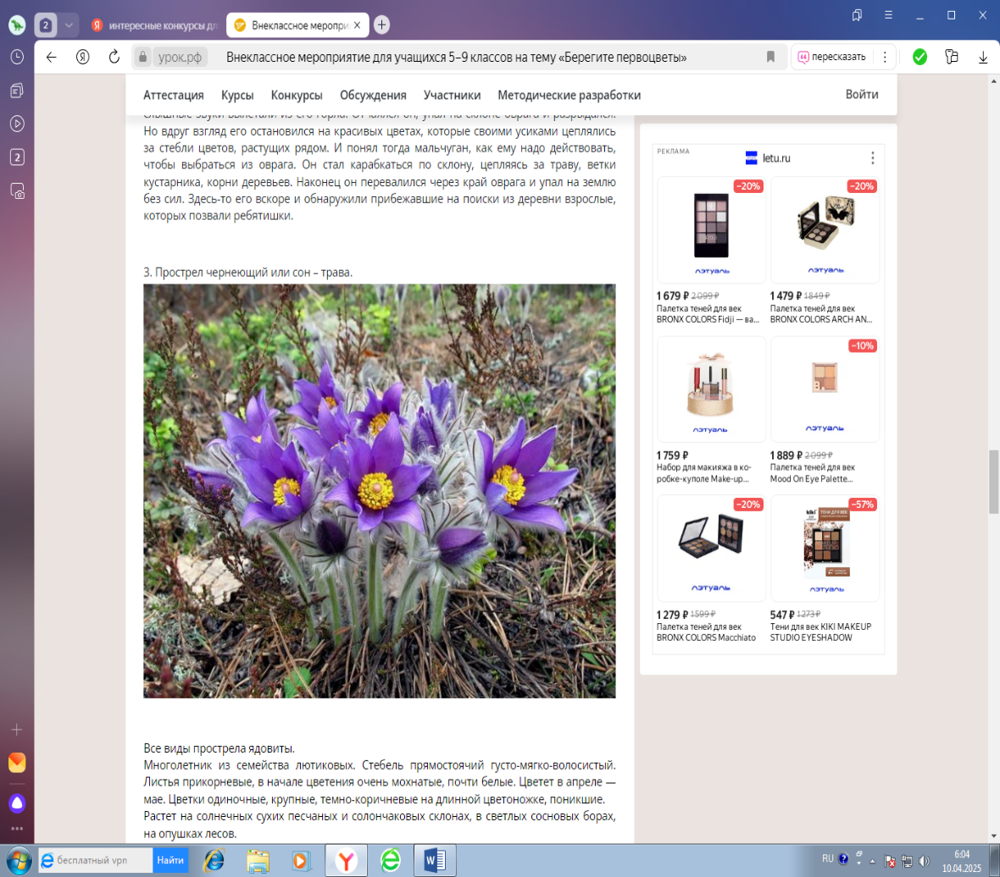 2
интересные конкурсы дл
Внеклассное меропри
урок.рф
Внеклассное мероприятие для учащихся 5–9 классов на тему «Берегите первоцветы»
пересказать
2
Аттестация Курсы Конкурсы Обсуждения Участники Методические разработки
Войти
Но вдруг взгляд его остановился на красивых цветах, которые своими усиками цеплялись
за стебли цветов, растущих рядом. И понял тогда мальчуган, как ему надо действовать,
чтобы выбраться из оврага. Он стал карабкаться по склону, цепляясь за траву, ветки
кустарника, корни деревьев. Наконец он перевалился через край оврага и упал на землю
без сил. Здесь-то его вскоре и обнаружили прибежавшие на поиски из деревни взрослые,
которых позвали ребятишки.
3. Прострел чернеющий или сон – трава.
Все виды прострела ядовиты.
Многолетник из семейства лютиковых. Стебель прямостоячий густо-мягко-волосистый.
Листья прикорневые, в начале цветения очень мохнатые, почти белые. Цветет в апреле —
мае. Цветки одиночные, крупные, темно-коричневые на длинной цветоножке, поникшие.
Растет на солнечных сухих песчаных и солончаковых склонах, в светлых сосновых борах,
на опушках лесов.
РЕКЛАМА
letu.ru
–20%
ЛЭТУАЛЬ
1 679 ₽ 2 099 ₽
Палетка теней для век
BRONX COLORS Fidji — ва...
–20%
ЛЭТУАЛЬ
1 479 ₽ 1 849 ₽
Палетка теней для век
BRONX COLORS ARCH AN...
ЛЭТУАЛЬ
1 759 ₽
Набор для макияжа в ко-
робке-куполе Make-up...
–10%
ЛЭТУАЛЬ
1 889 ₽ 2 099 ₽
Палетка теней для век
Mood On Eye Palette...
–20%
ЛЭТУАЛЬ
1 279 ₽ 1 599 ₽
Палетка теней для век
BRONX COLORS Macchiato
–57%
kiki
ТЕНИ ДЛЯ ВЕК
ЛЭТУАЛЬ
547 ₽ 1 273 ₽
Тени для век KIKI MAKEUP
STUDIO EYESHADOW
бесплатный vpn
Найти
RU
6:04
10.04.2025